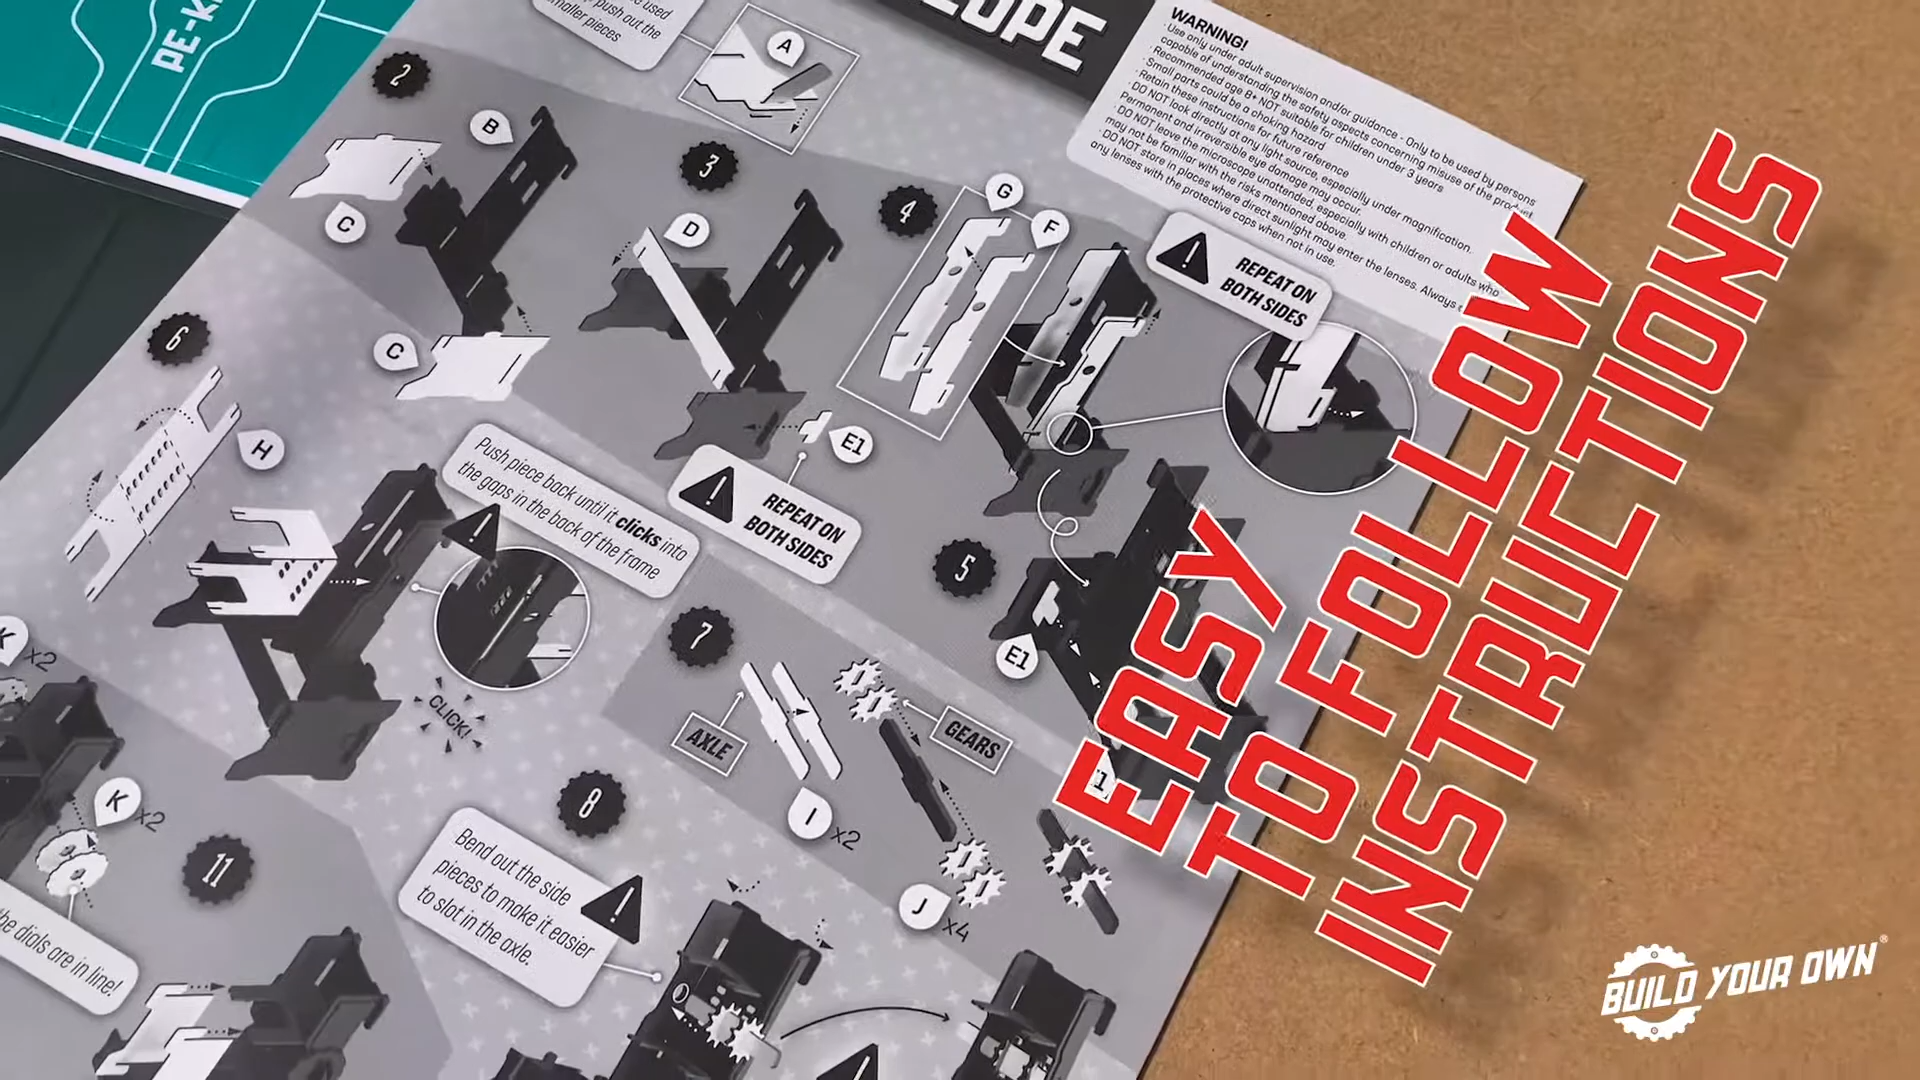 PE-K
used
push out the
smaller pieces
A
WARNING!
· Use only under adult supervision and/or guidance - Only to be used by persons
capable of understanding the safety aspects concerning misuse of the product
· Recommended age 8+ NOT suitable for children under 3 years
· Small parts could be a choking hazard
· Retain these instructions for future reference
· DO NOT look directly at any light source, especially under magnification.
Permanent and irreversible eye damage may occur.
· DO NOT leave the microscope unattended, especially with children or adults who
may not be familiar with the risks mentioned above.
· DO NOT store in places where direct sunlight may enter the lenses. Always
any lenses with the protective caps when not in use.
2
B
C
C
3
D
E1
REPEAT ON
BOTH SIDES
4
G
F
REPEAT ON
BOTH SIDES
5
E1
6
H
Push piece back until it clicks into
the gaps in the back of the frame
CLICK!
7
AXLE
GEARS
I x2
J x4
K x2
K x2
8
Bend out the side
pieces to make it easier
to slot in the axle.
11
the dials are in line!
EASY
TO FOLLOW
INSTRUCTIONS
BUILD YOUR OWN®